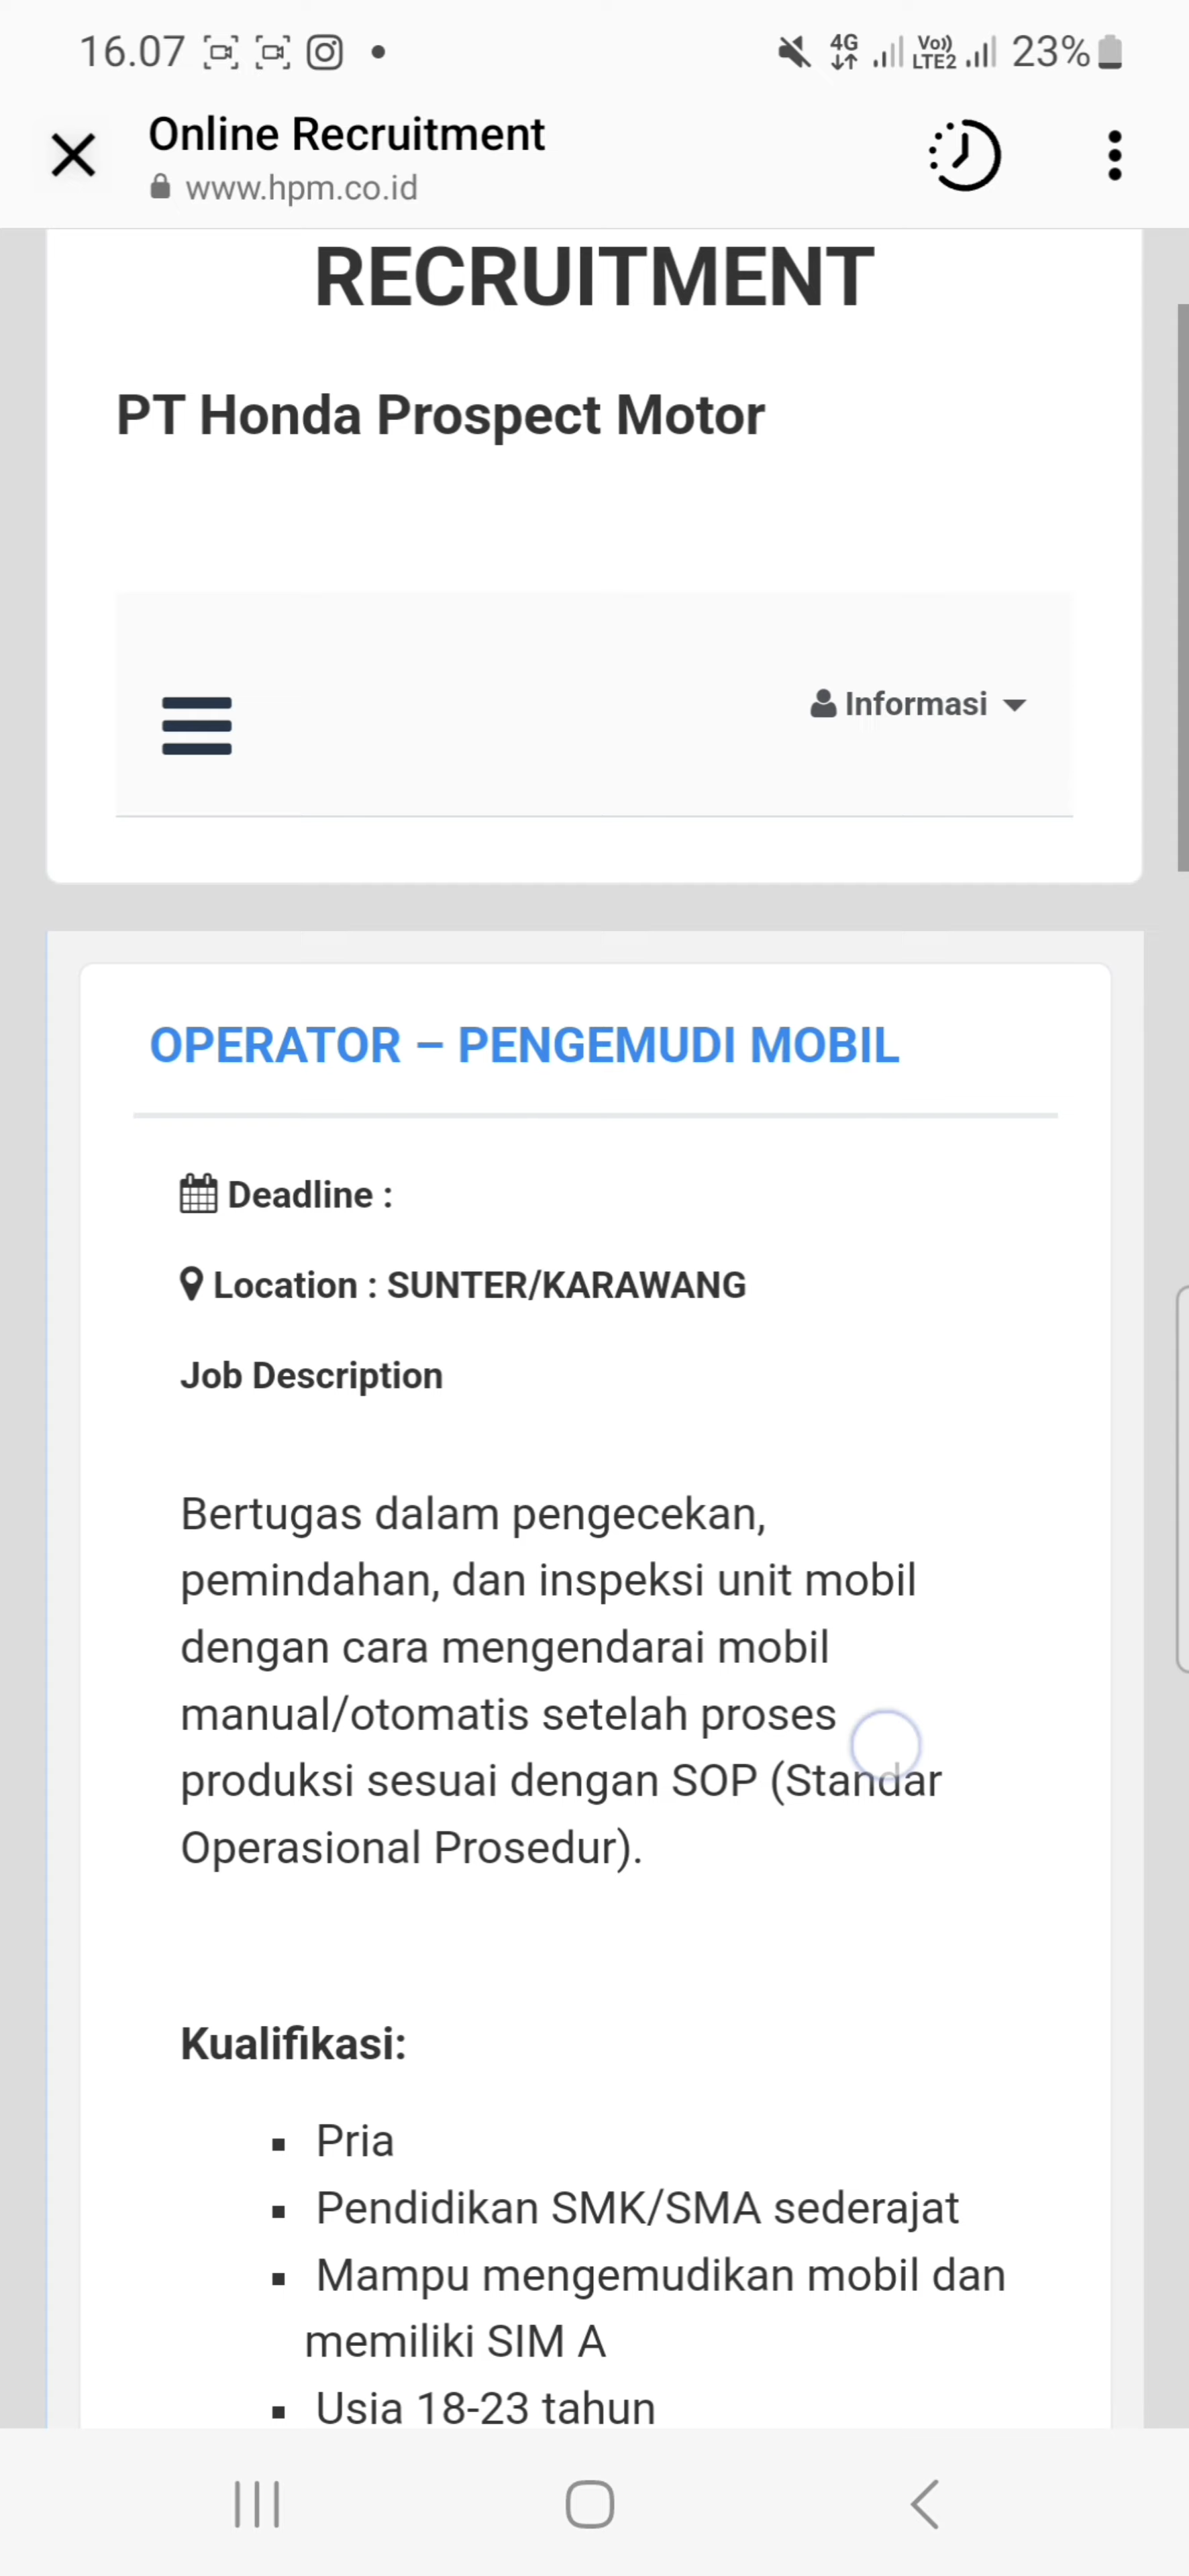 16.07
4G
Vo))
LTE2
23%
Online Recruitment
www.hpm.co.id
RECRUITMENT
PT Honda Prospect Motor
Informasi
OPERATOR – PENGEMUDI MOBIL
Deadline :
Location : SUNTER/KARAWANG
Job Description
Bertugas dalam pengecekan,
pemindahan, dan inspeksi unit mobil
dengan cara mengendarai mobil
manual/otomatis setelah proses
produksi sesuai dengan SOP (Standar
Operasional Prosedur).
Kualifikasi:
▪ Pria
▪ Pendidikan SMK/SMA sederajat
▪ Mampu mengemudikan mobil dan
memiliki SIM A
▪ Usia 18-23 tahun